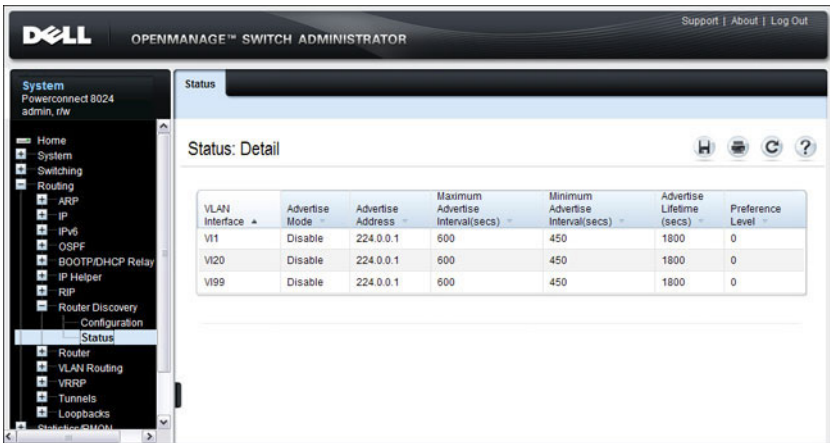 Support | About | Log Out
DELL
OPENMANAGE™ SWITCH ADMINISTRATOR
System
Powerconnect 8024
admin, r/w
Home
System
Switching
Routing
ARP
IP
IPv6
OSPF
BOOTP/DHCP Relay
IP Helper
RIP
Router Discovery
Configuration
Status
Router
VLAN Routing
VRRP
Tunnels
Loopbacks
Statistics/RMON
Status
Status: Detail
VLAN Interface Advertise Mode Advertise Address Maximum Advertise Interval(secs) Minimum Advertise Interval(secs) Advertise Lifetime (secs) Preference Level
Vl1 Disable 224.0.0.1 600 450 1800 0
Vl20 Disable 224.0.0.1 600 450 1800 0
Vl99 Disable 224.0.0.1 600 450 1800 0